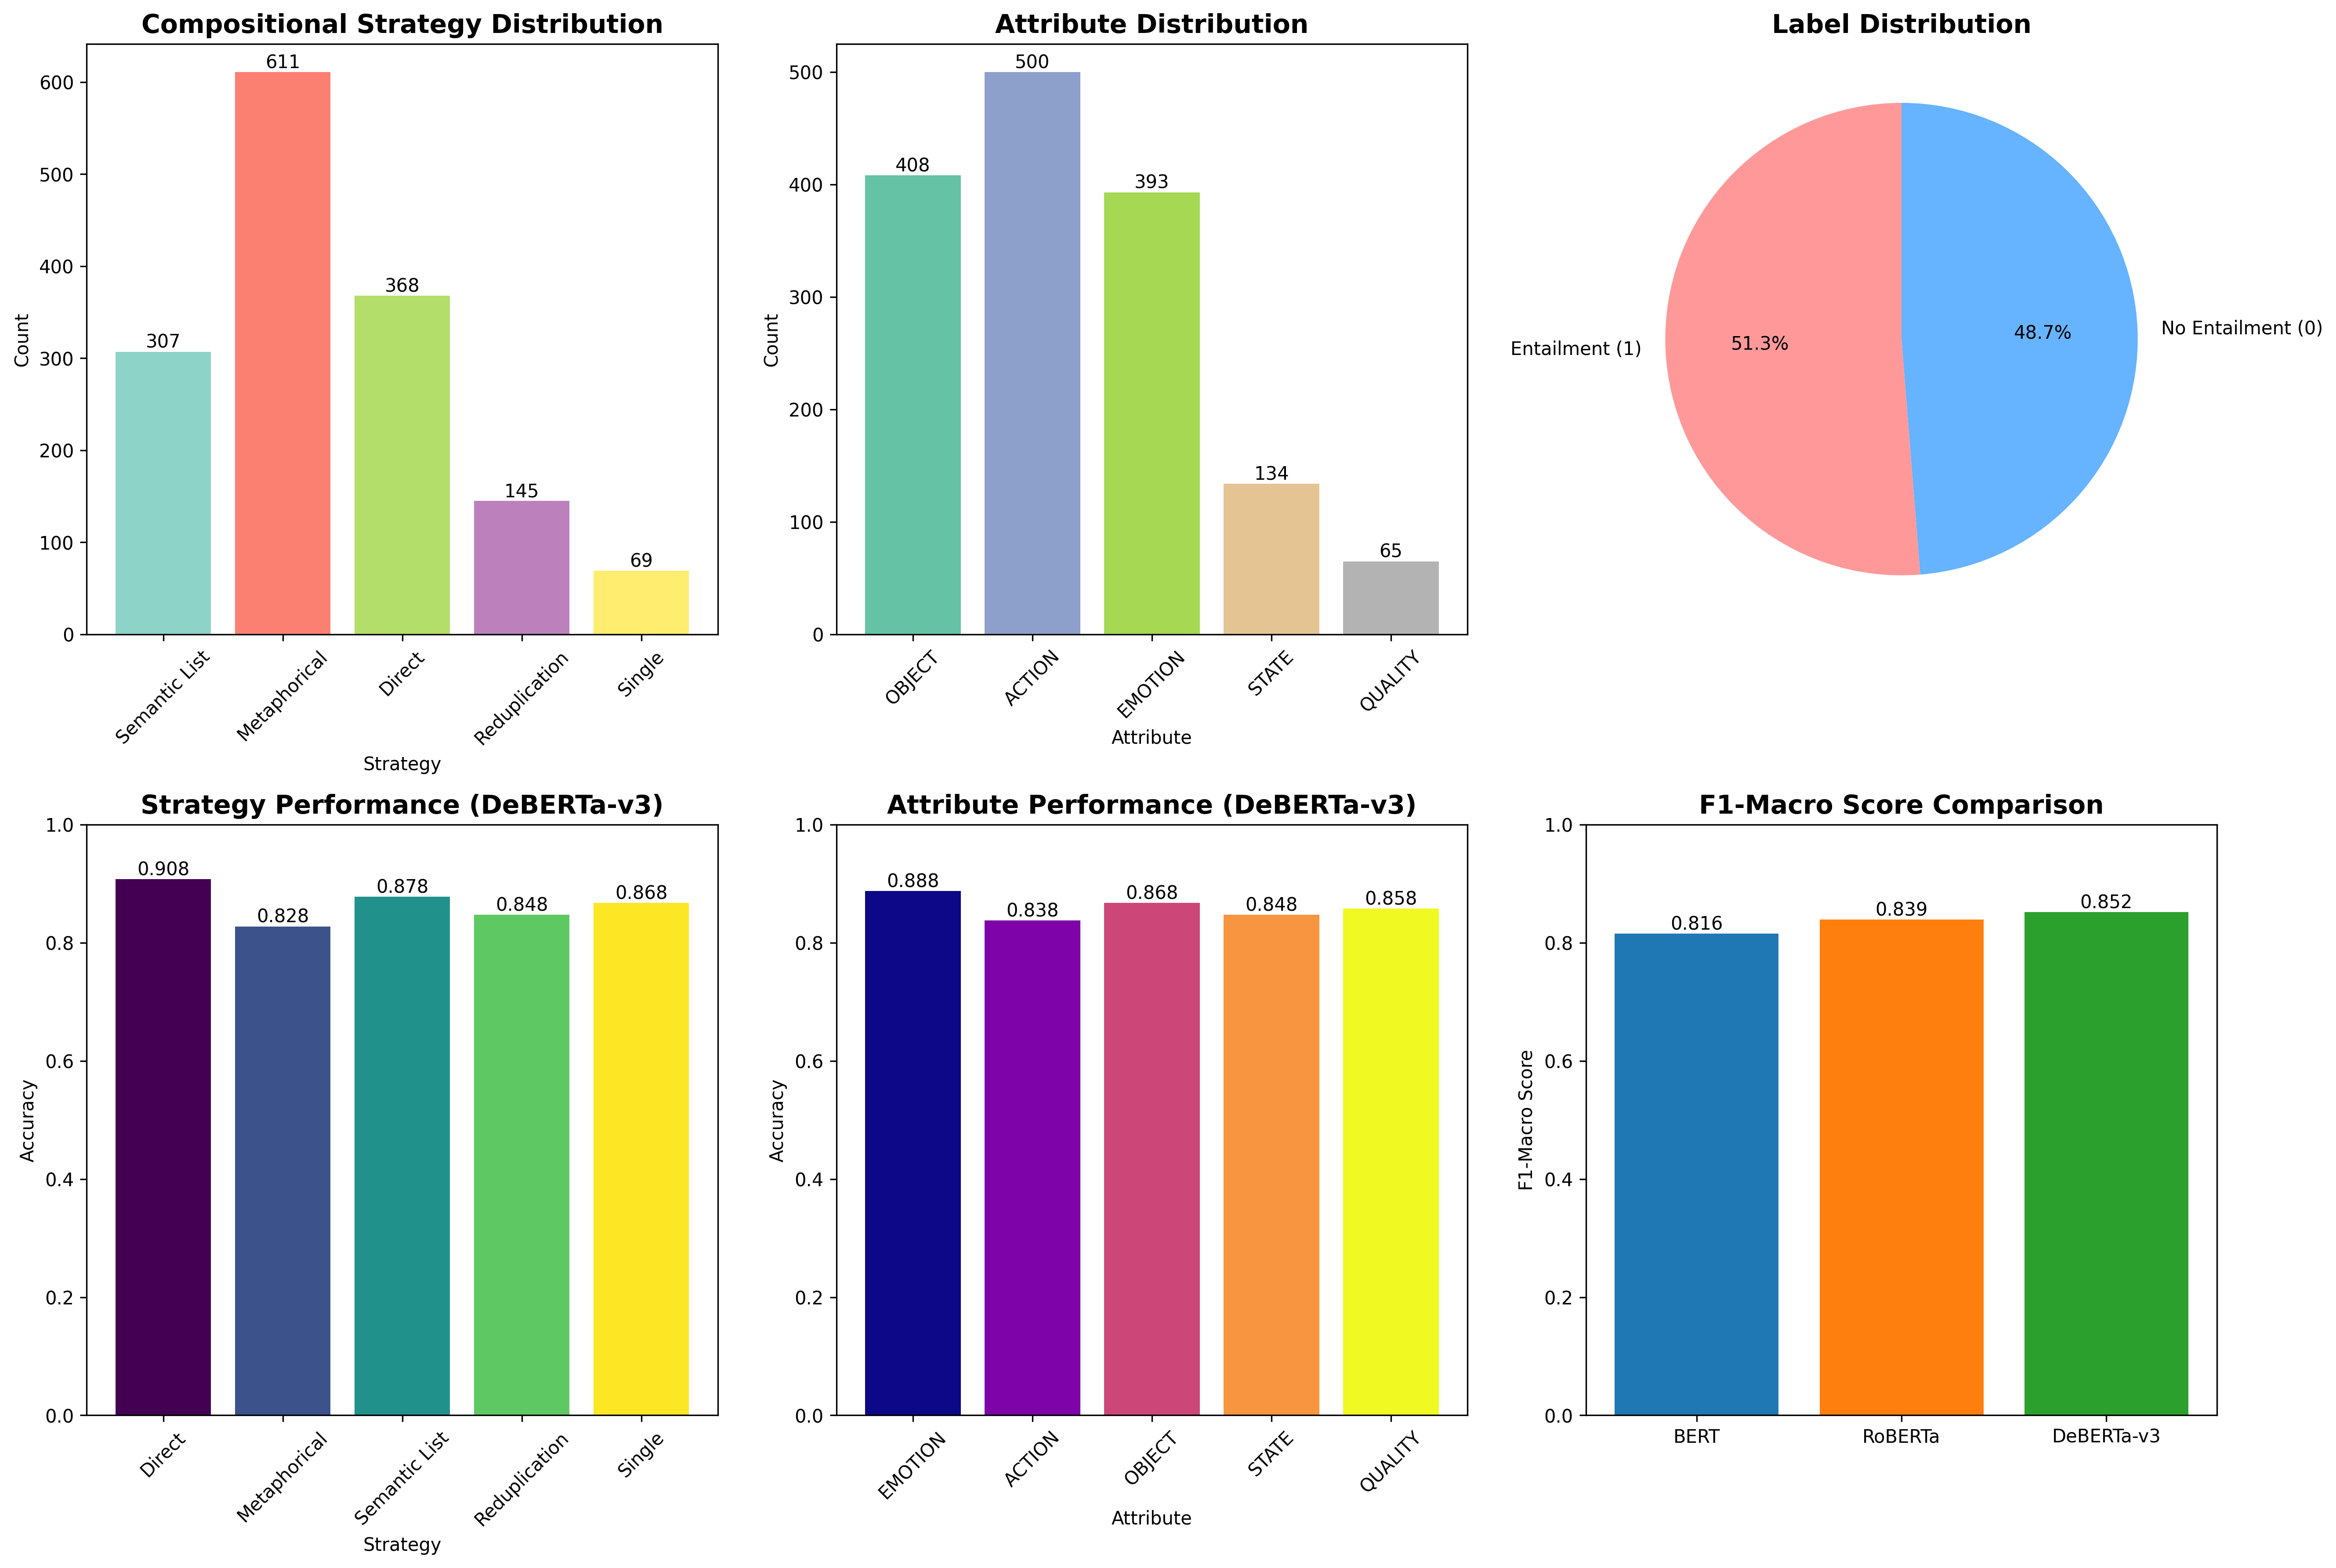 Compositional Strategy Distribution
Count
600
500
400
300
200
100
0
307
611
368
145
69
Semantic List
Metaphorical
Direct
Reduplication
Single
Strategy
Attribute Distribution
Count
500
400
300
200
100
0
408
500
393
134
65
OBJECT
ACTION
EMOTION
STATE
QUALITY
Attribute
Label Distribution
Entailment (1)
51.3%
48.7%
No Entailment (0)
Strategy Performance (DeBERTa-v3)
Accuracy
1.0
0.8
0.6
0.4
0.2
0.0
0.908
0.828
0.878
0.848
0.868
Direct
Metaphorical
Semantic List
Reduplication
Single
Strategy
Attribute Performance (DeBERTa-v3)
Accuracy
1.0
0.8
0.6
0.4
0.2
0.0
0.888
0.838
0.868
0.848
0.858
EMOTION
ACTION
OBJECT
STATE
QUALITY
Attribute
F1-Macro Score Comparison
F1-Macro Score
1.0
0.8
0.6
0.4
0.2
0.0
0.816
0.839
0.852
BERT
RoBERTa
DeBERTa-v3